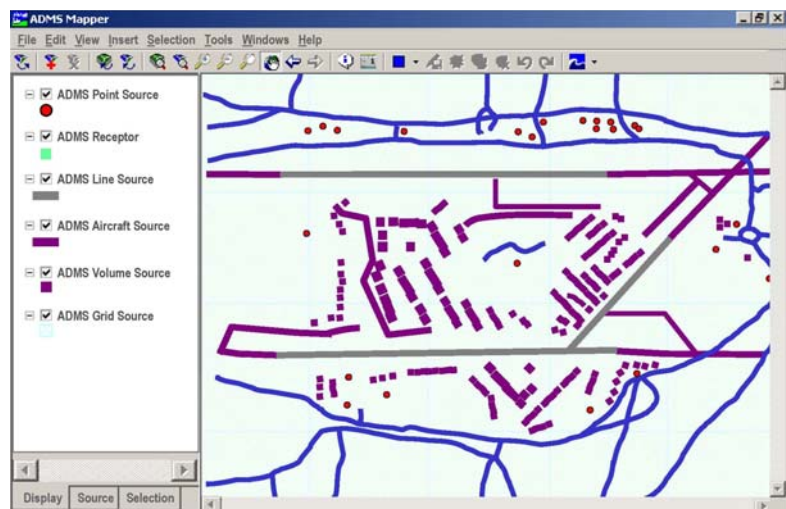 ADMS Mapper
File Edit View Insert Selection Tools Windows Help
ADMS Point Source
ADMS Receptor
ADMS Line Source
ADMS Aircraft Source
ADMS Volume Source
ADMS Grid Source
Display Source Selection